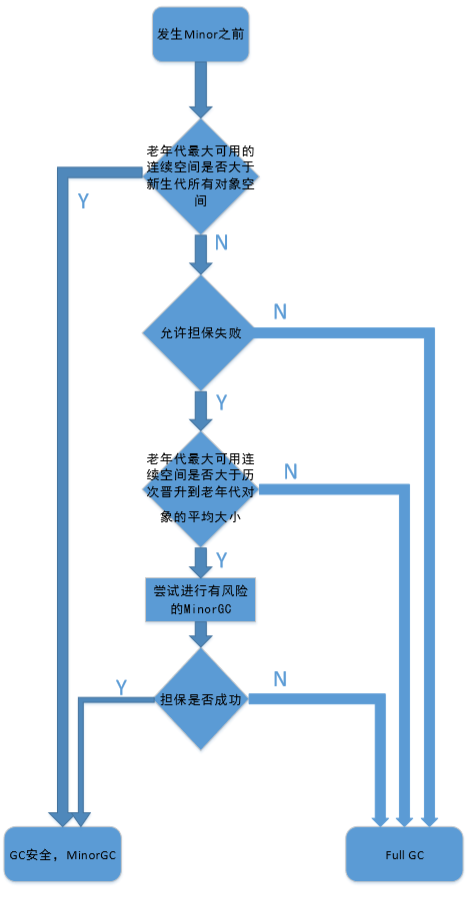 发生Minor之前
老年代最大可用的
连续空间是否大于
新生代所有对象空
间
Y
N
允许担保失败
N
Y
老年代最大可用连
续空间是否大于历
次晋升到老年代对
象的平均大小
N
Y
尝试进行有风险
的MinorGC
担保是否成功
Y
N
GC安全，MinorGC
Full GC